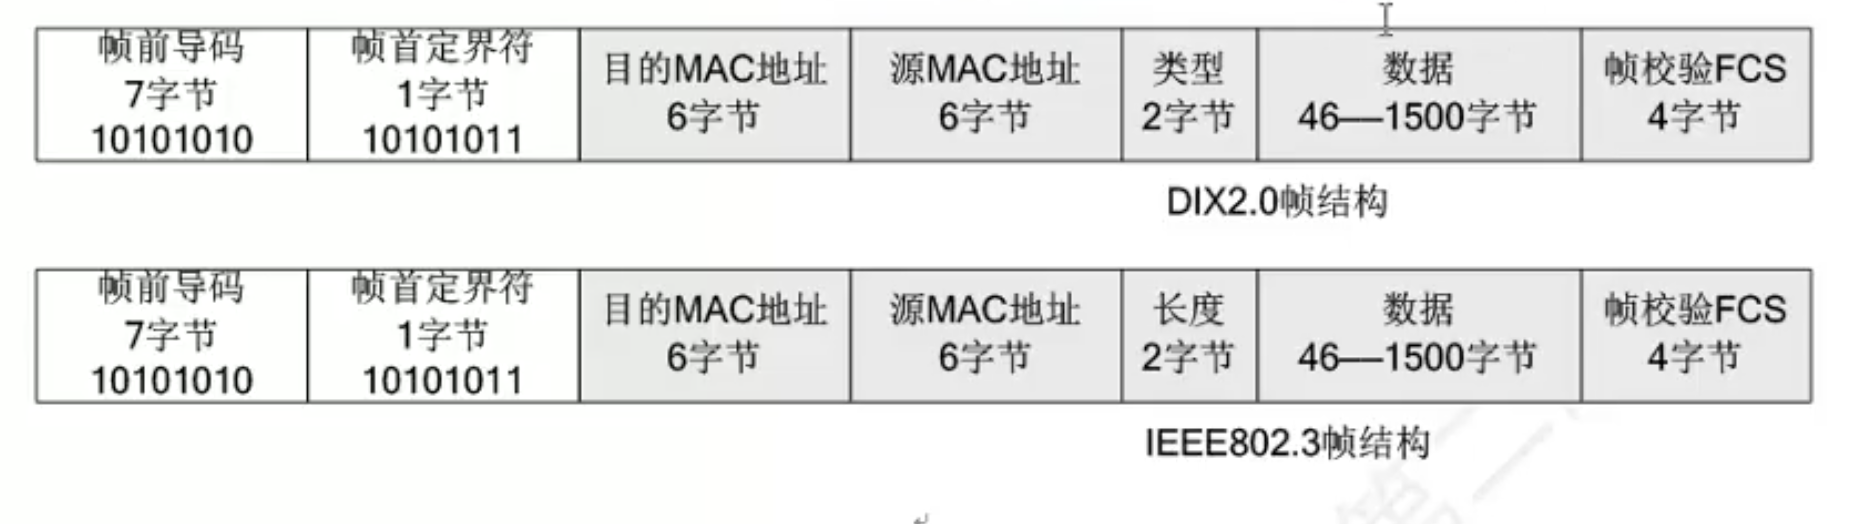 帧前导码
7字节
10101010
帧首定界符
1字节
10101011
目的MAC地址
6字节
源MAC地址
6字节
类型
2字节
数据
46—1500字节
帧校验FCS
4字节
DIX2.0帧结构
帧前导码
7字节
10101010
帧首定界符
1字节
10101011
目的MAC地址
6字节
源MAC地址
6字节
长度
2字节
数据
46—1500字节
帧校验FCS
4字节
IEEE802.3帧结构